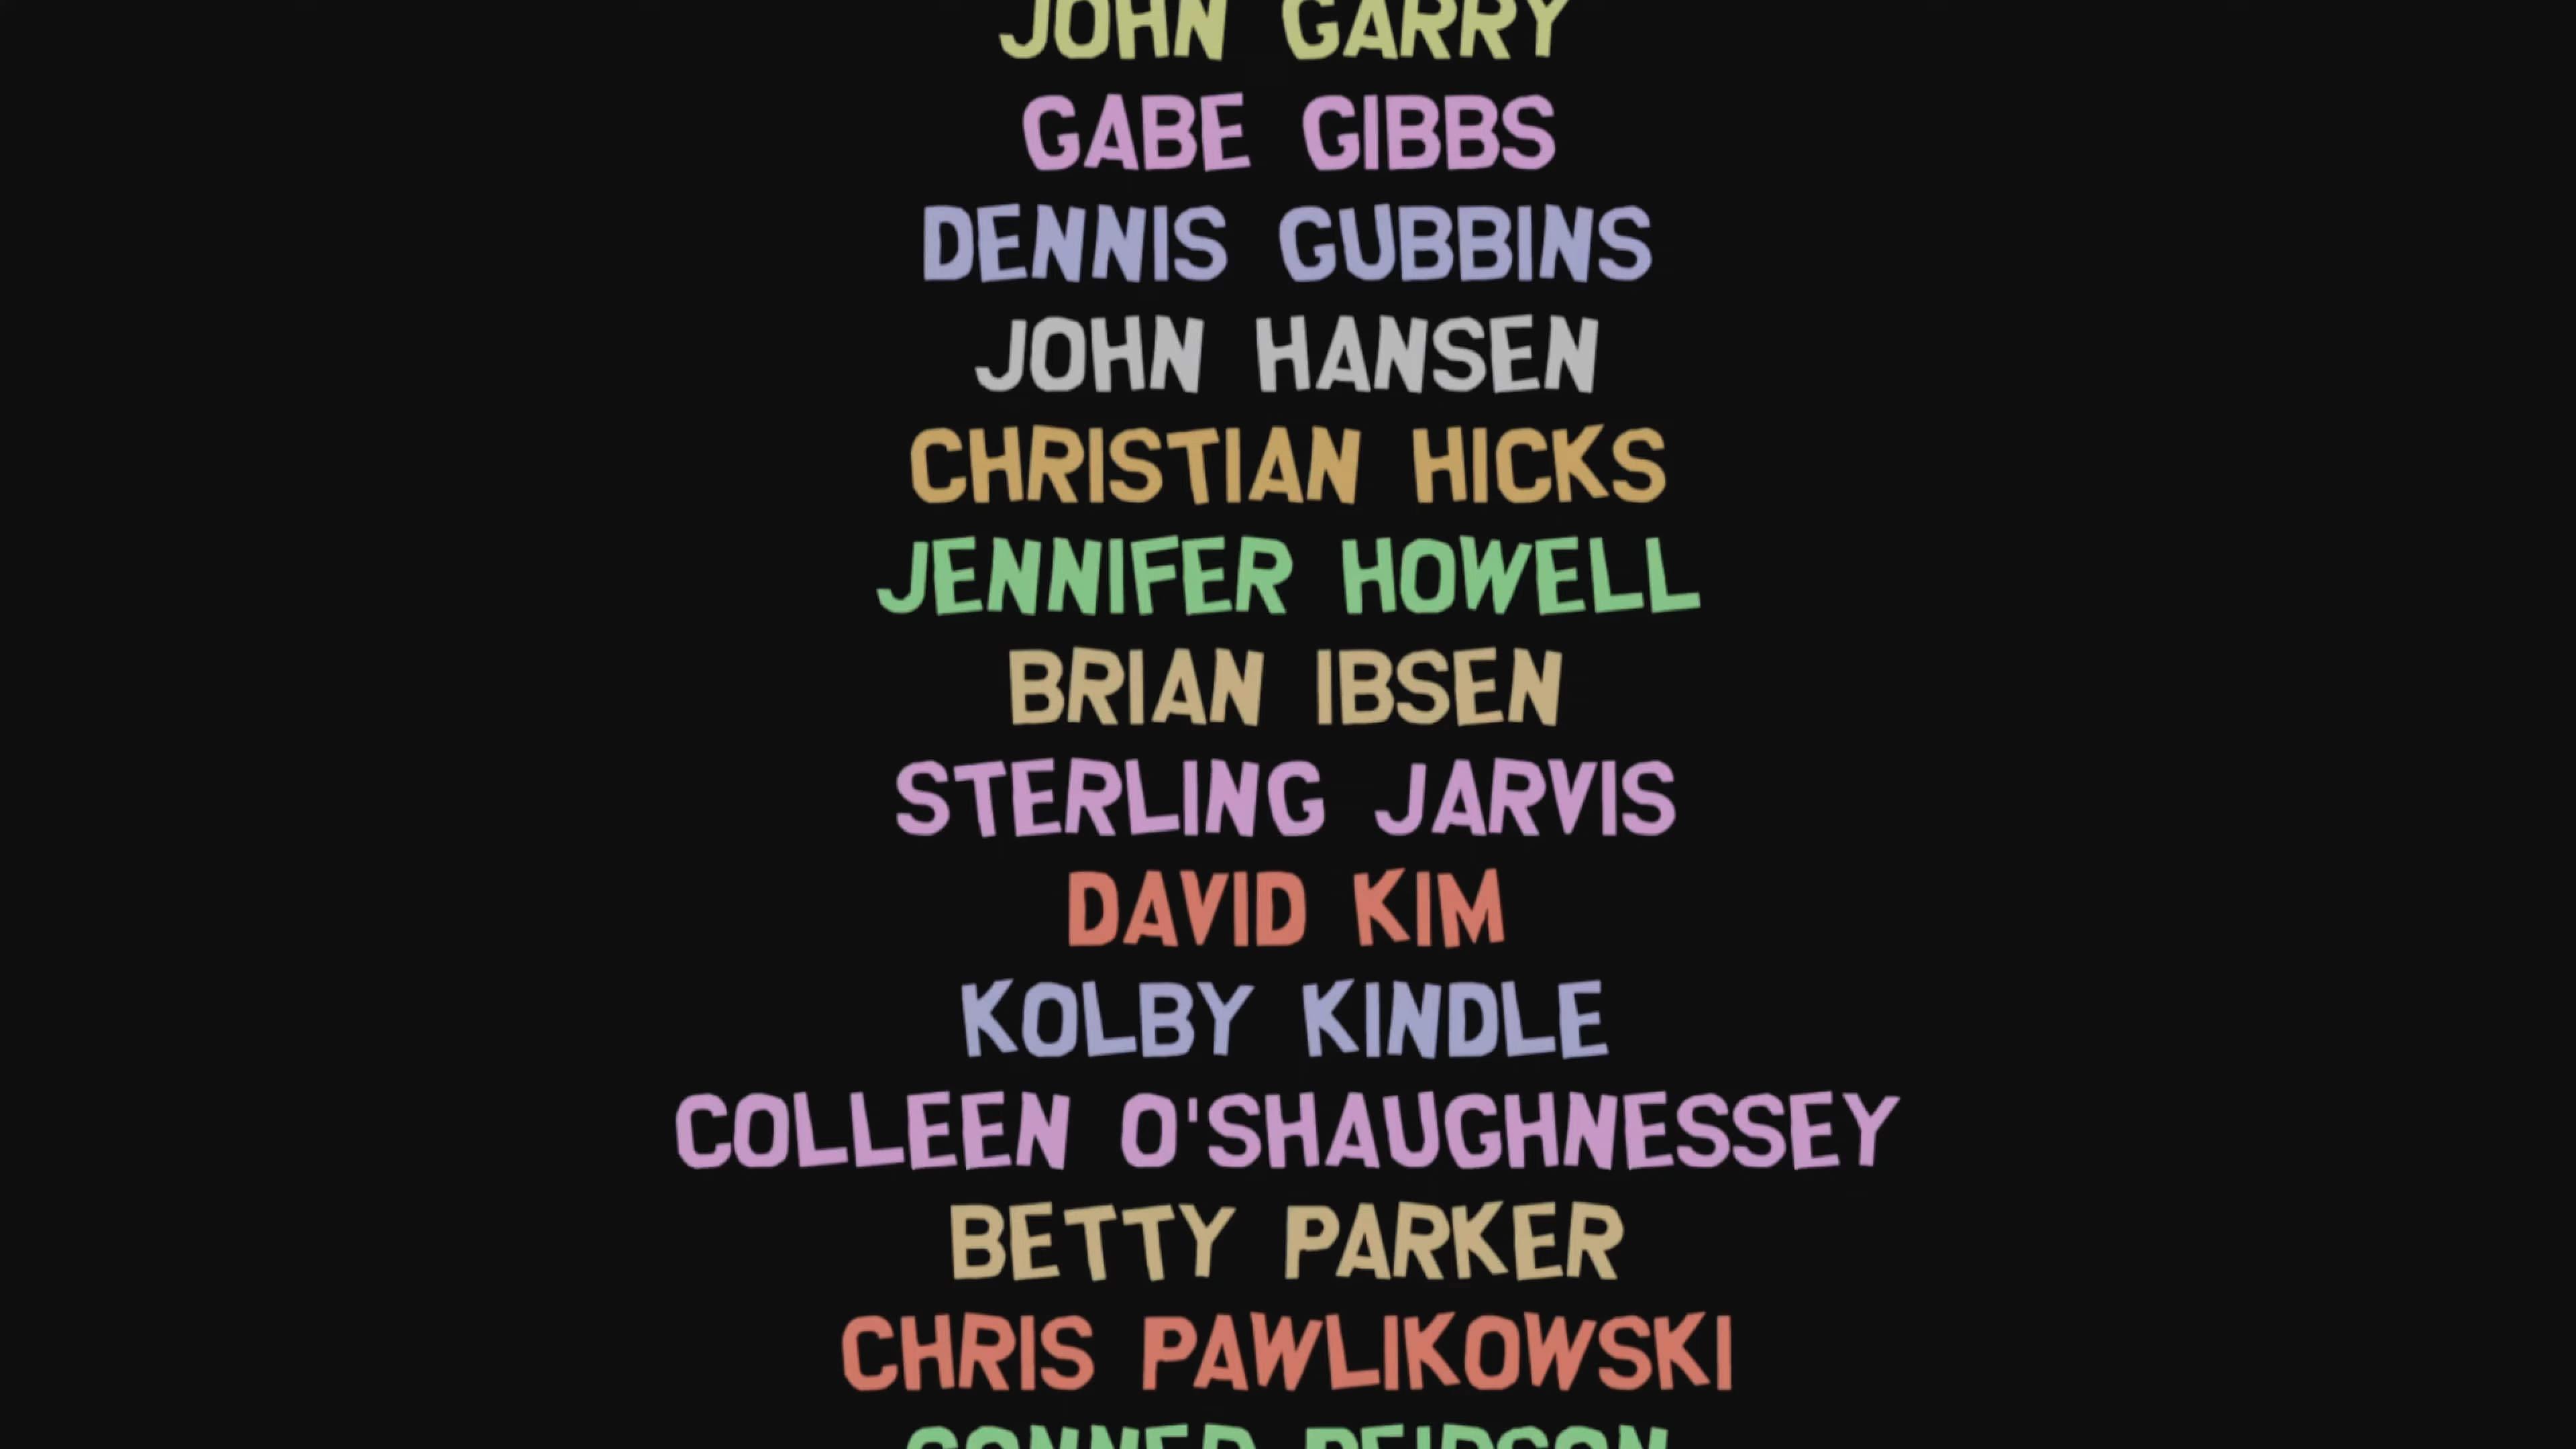 JOHN GARRY
GABE GIBBS
DENNIS GUBBINS
JOHN HANSEN
CHRISTIAN HICKS
JENNIFER HOWELL
BRIAN IBSEN
STERLING JARVIS
DAVID KIM
KOLBY KINDLE
COLLEEN O'SHAUGHNESSEY
BETTY PARKER
CHRIS PAWLIKOWSKI